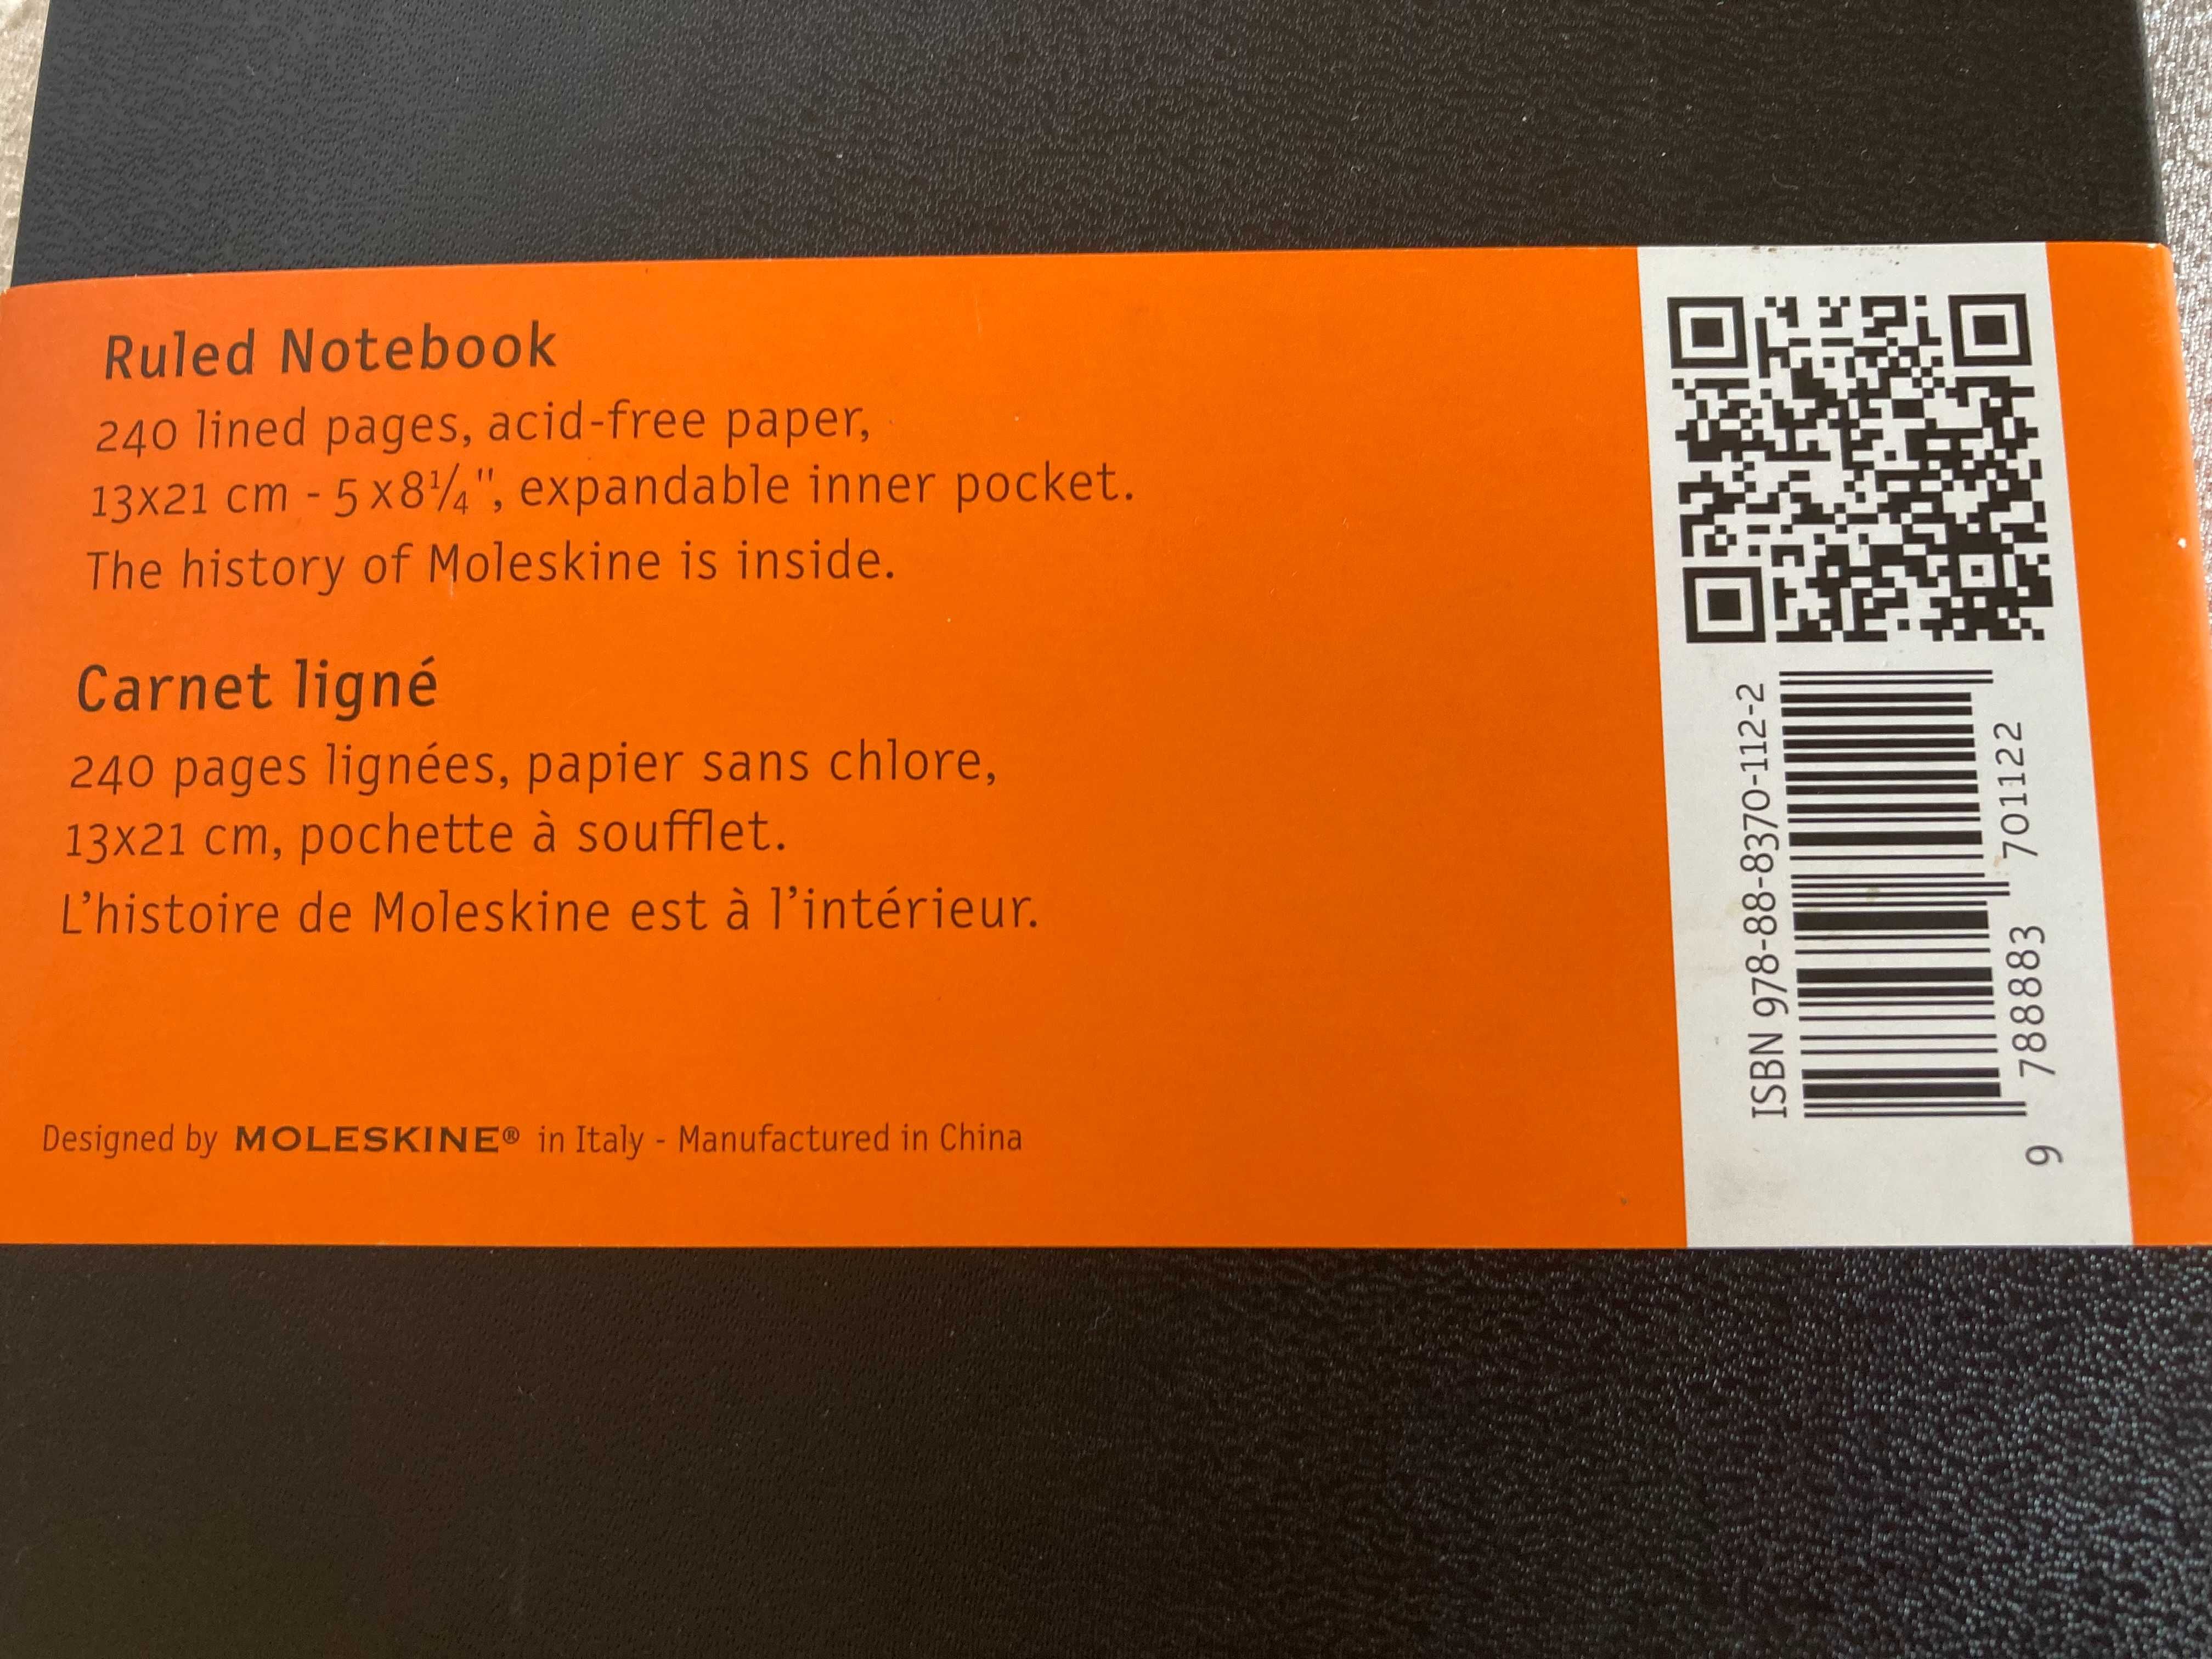 Ruled Notebook
240 lined pages, acid-free paper,
13x21 cm - 5 x8¼", expandable inner pocket.
The history of Moleskine is inside.
Carnet ligné
240 pages lignées, papier sans chlore,
13x21 cm, pochette à soufflet.
L'histoire de Moleskine est à l'intérieur.
Designed by MOLESKINE® in Italy - Manufactured in China
ISBN 978-88-8370-112-2
9 788883 701122